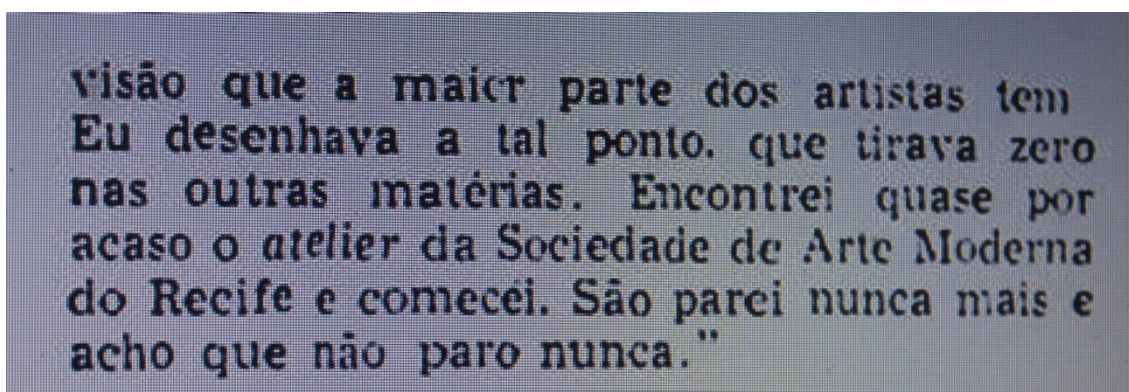 visão que a maior parte dos artistas tem
Eu desenhava a tal ponto. que tirava zero
nas outras matérias. Encontrei quase por
acaso o atelier da Sociedade de Arte Moderna
do Recife e comecei. São parei nunca mais e
acho que não paro nunca."